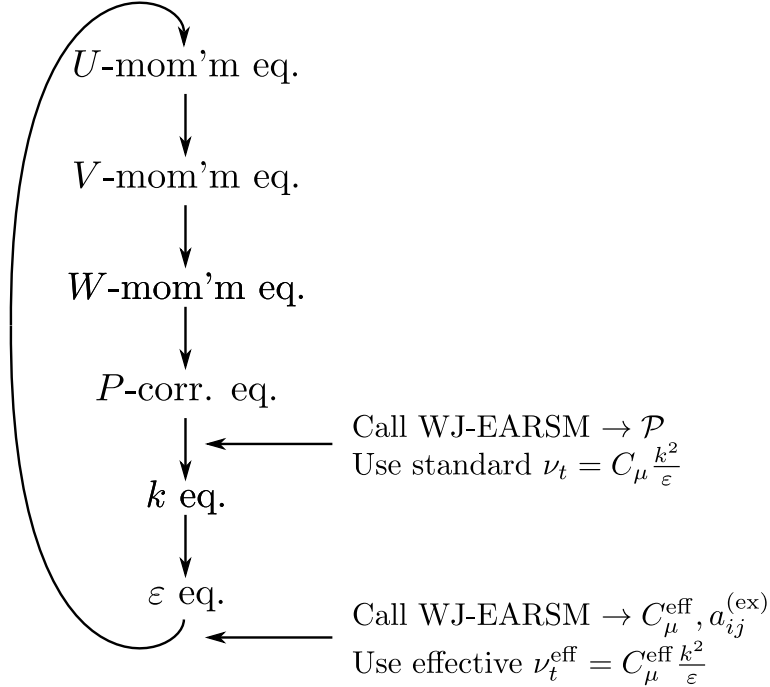 U-mom'm eq.
V-mom'm eq.
W-mom'm eq.
P-corr. eq.
Call WJ-EARSM → 𝒫
Use standard ν_t = C_μ k²/ε
k eq.
ε eq.
Call WJ-EARSM → C_μ^eff, a_ij^(ex)
Use effective ν_t^eff = C_μ^eff k²/ε